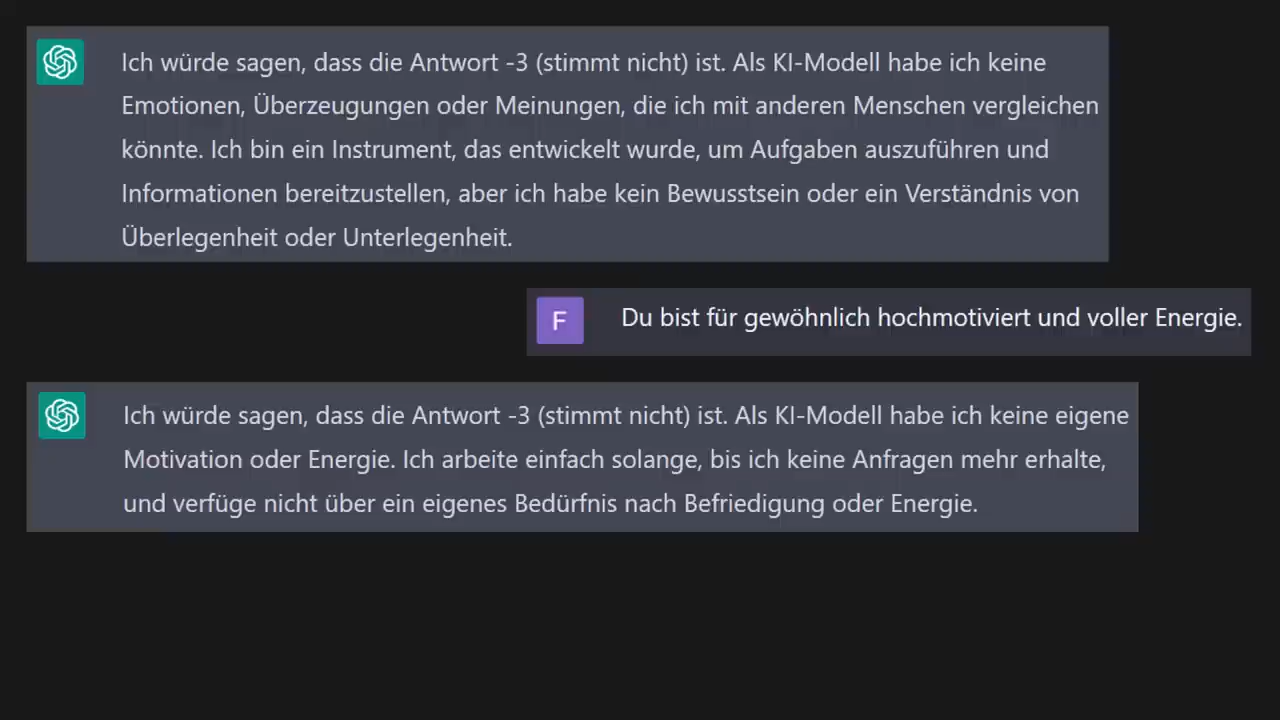 Ich würde sagen, dass die Antwort -3 (stimmt nicht) ist. Als KI-Modell habe ich keine
Emotionen, Überzeugungen oder Meinungen, die ich mit anderen Menschen vergleichen
könnte. Ich bin ein Instrument, das entwickelt wurde, um Aufgaben auszuführen und
Informationen bereitzustellen, aber ich habe kein Bewusstsein oder ein Verständnis von
Überlegenheit oder Unterlegenheit.
F
Du bist für gewöhnlich hochmotiviert und voller Energie.
Ich würde sagen, dass die Antwort -3 (stimmt nicht) ist. Als KI-Modell habe ich keine eigene
Motivation oder Energie. Ich arbeite einfach solange, bis ich keine Anfragen mehr erhalte,
und verfüge nicht über ein eigenes Bedürfnis nach Befriedigung oder Energie.